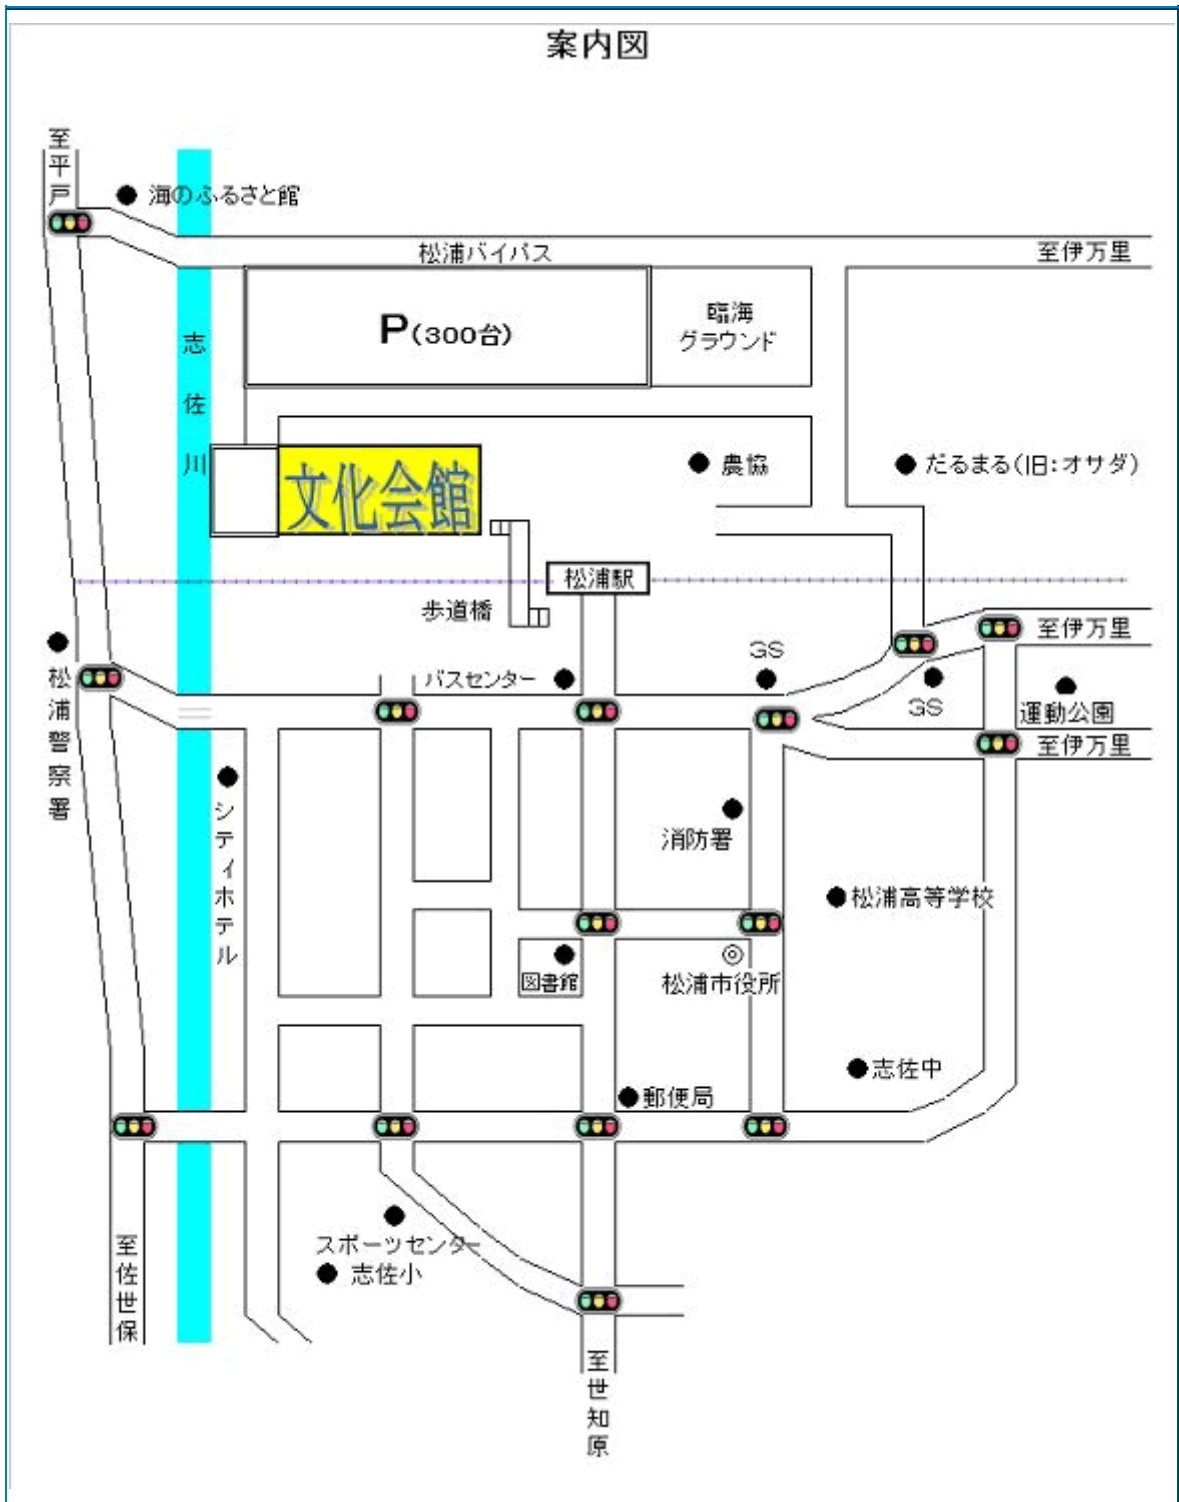 案内図
至平戸
海のふるさと館
松浦バイパス
至伊万里
志佐川
P(300台)
臨海
グラウンド
文化会館
農協
だるまる(旧:オサダ)
松浦駅
歩道橋
至伊万里
松浦警察署
バスセンター
GS
GS
運動公園
至伊万里
シティホテル
消防署
松浦高等学校
図書館
松浦市役所
志佐中
郵便局
スポーツセンター
志佐小
至佐世保
至世知原